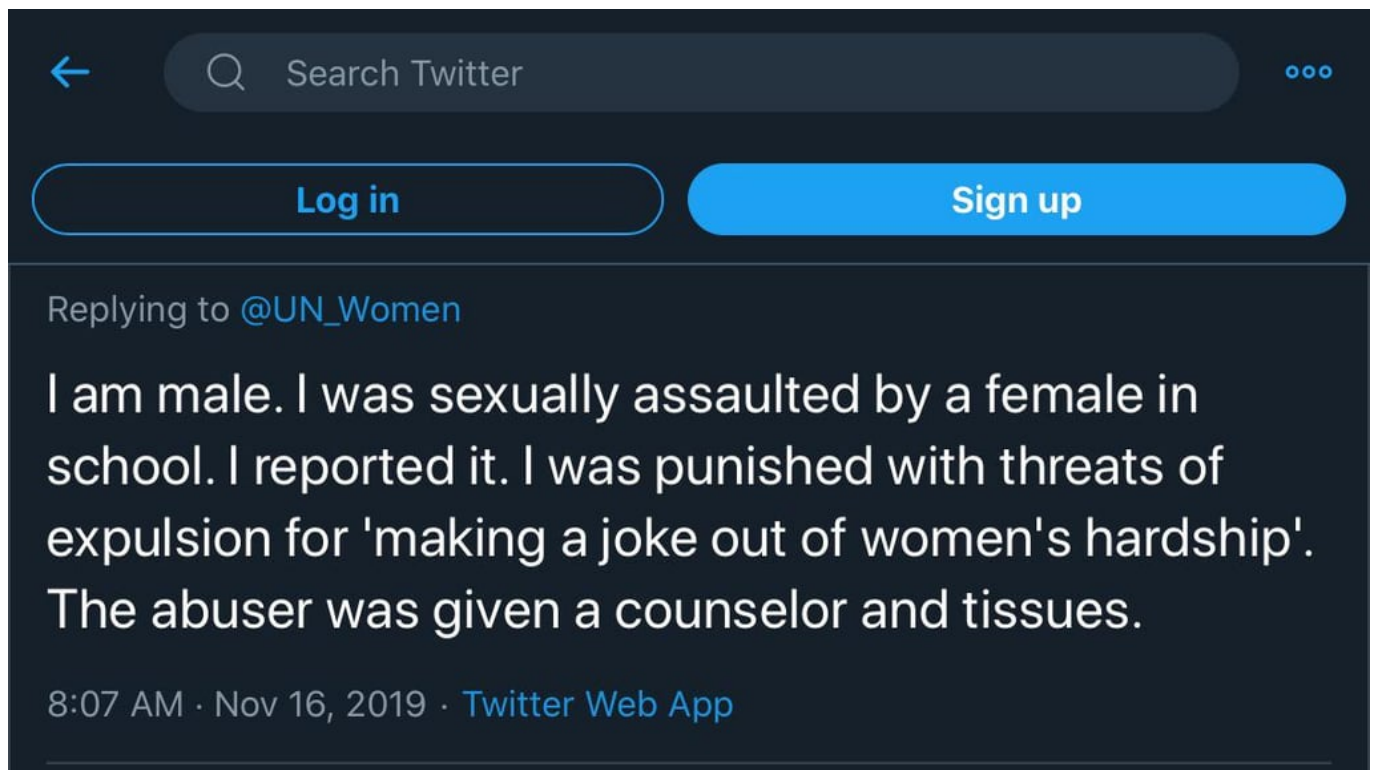 Search Twitter
Log in
Sign up
Replying to @UN_Women
I am male. I was sexually assaulted by a female in
school. I reported it. I was punished with threats of
expulsion for 'making a joke out of women's hardship'.
The abuser was given a counselor and tissues.
8:07 AM · Nov 16, 2019 · Twitter Web App